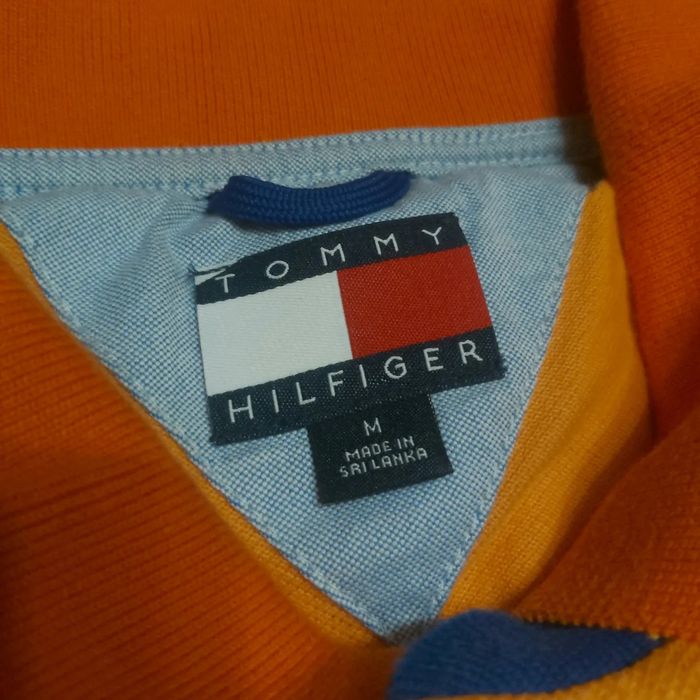 TOMMY
HILFIGER
M
MADE IN
SRI LANKA